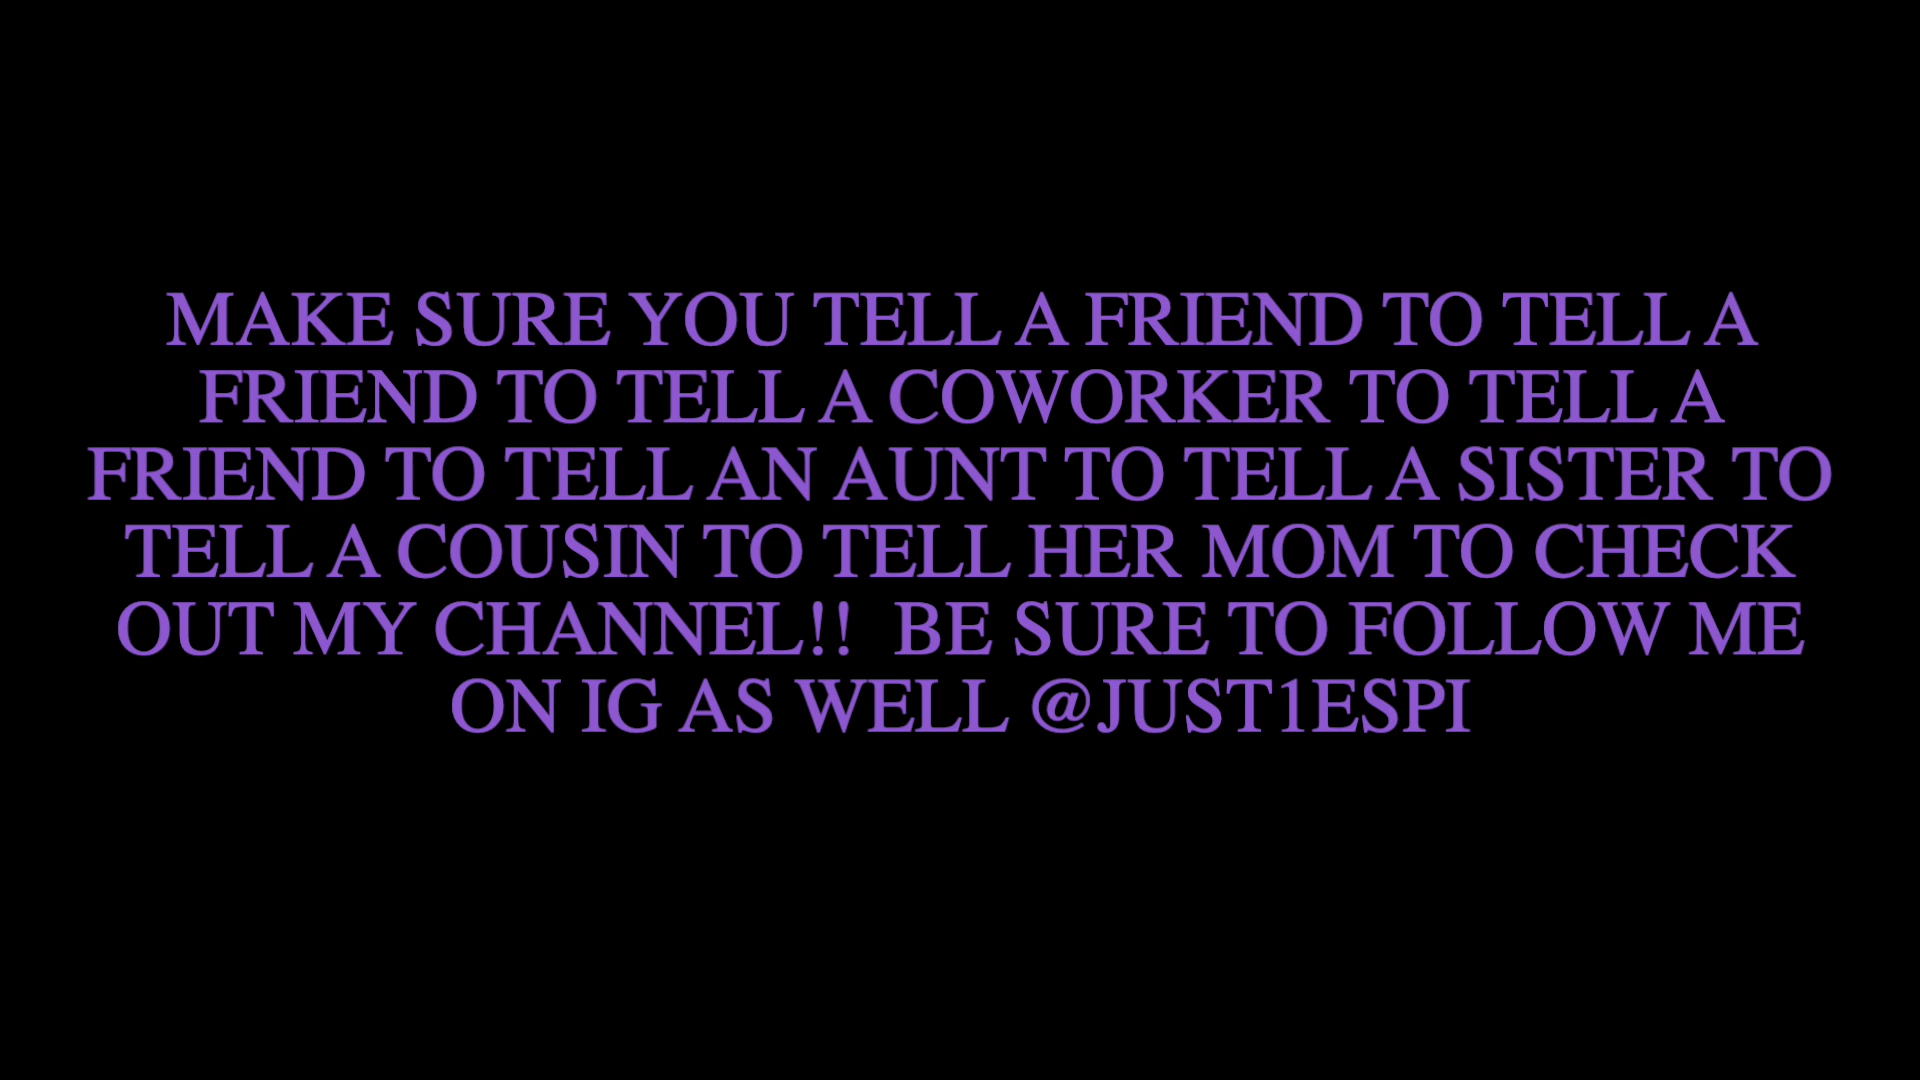 MAKE SURE YOU TELL A FRIEND TO TELL A
FRIEND TO TELL A COWORKER TO TELL A
FRIEND TO TELL AN AUNT TO TELL A SISTER TO
TELL A COUSIN TO TELL HER MOM TO CHECK
OUT MY CHANNEL!!  BE SURE TO FOLLOW ME
ON IG AS WELL @JUST1ESPI